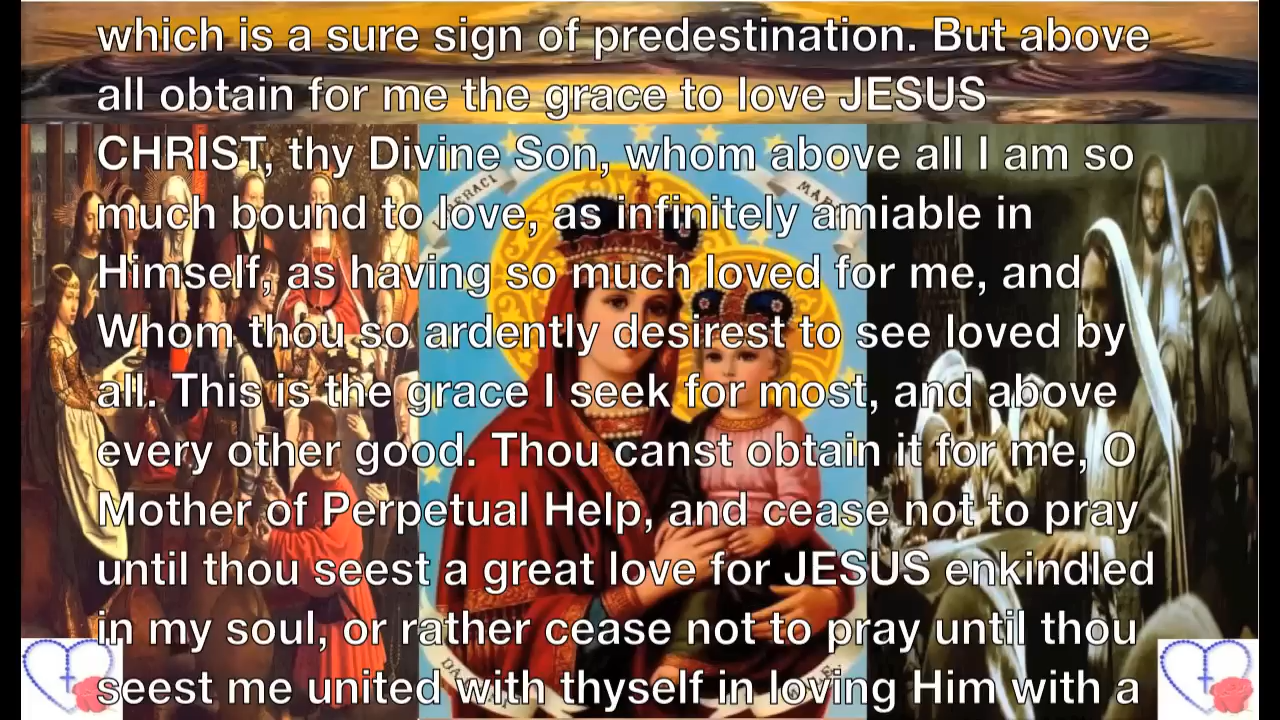 which is a sure sign of predestination. But above
all obtain for me the grace to love JESUS
CHRIST, thy Divine Son, whom above all I am so
much bound to love, as infinitely amiable in
Himself, as having so much loved for me, and
Whom thou so ardently desirest to see loved by
all. This is the grace I seek for most, and above
every other good. Thou canst obtain it for me, O
Mother of Perpetual Help, and cease not to pray
until thou seest a great love for JESUS enkindled
in my soul, or rather cease not to pray until thou
seest me united with thyself in loving Him with a